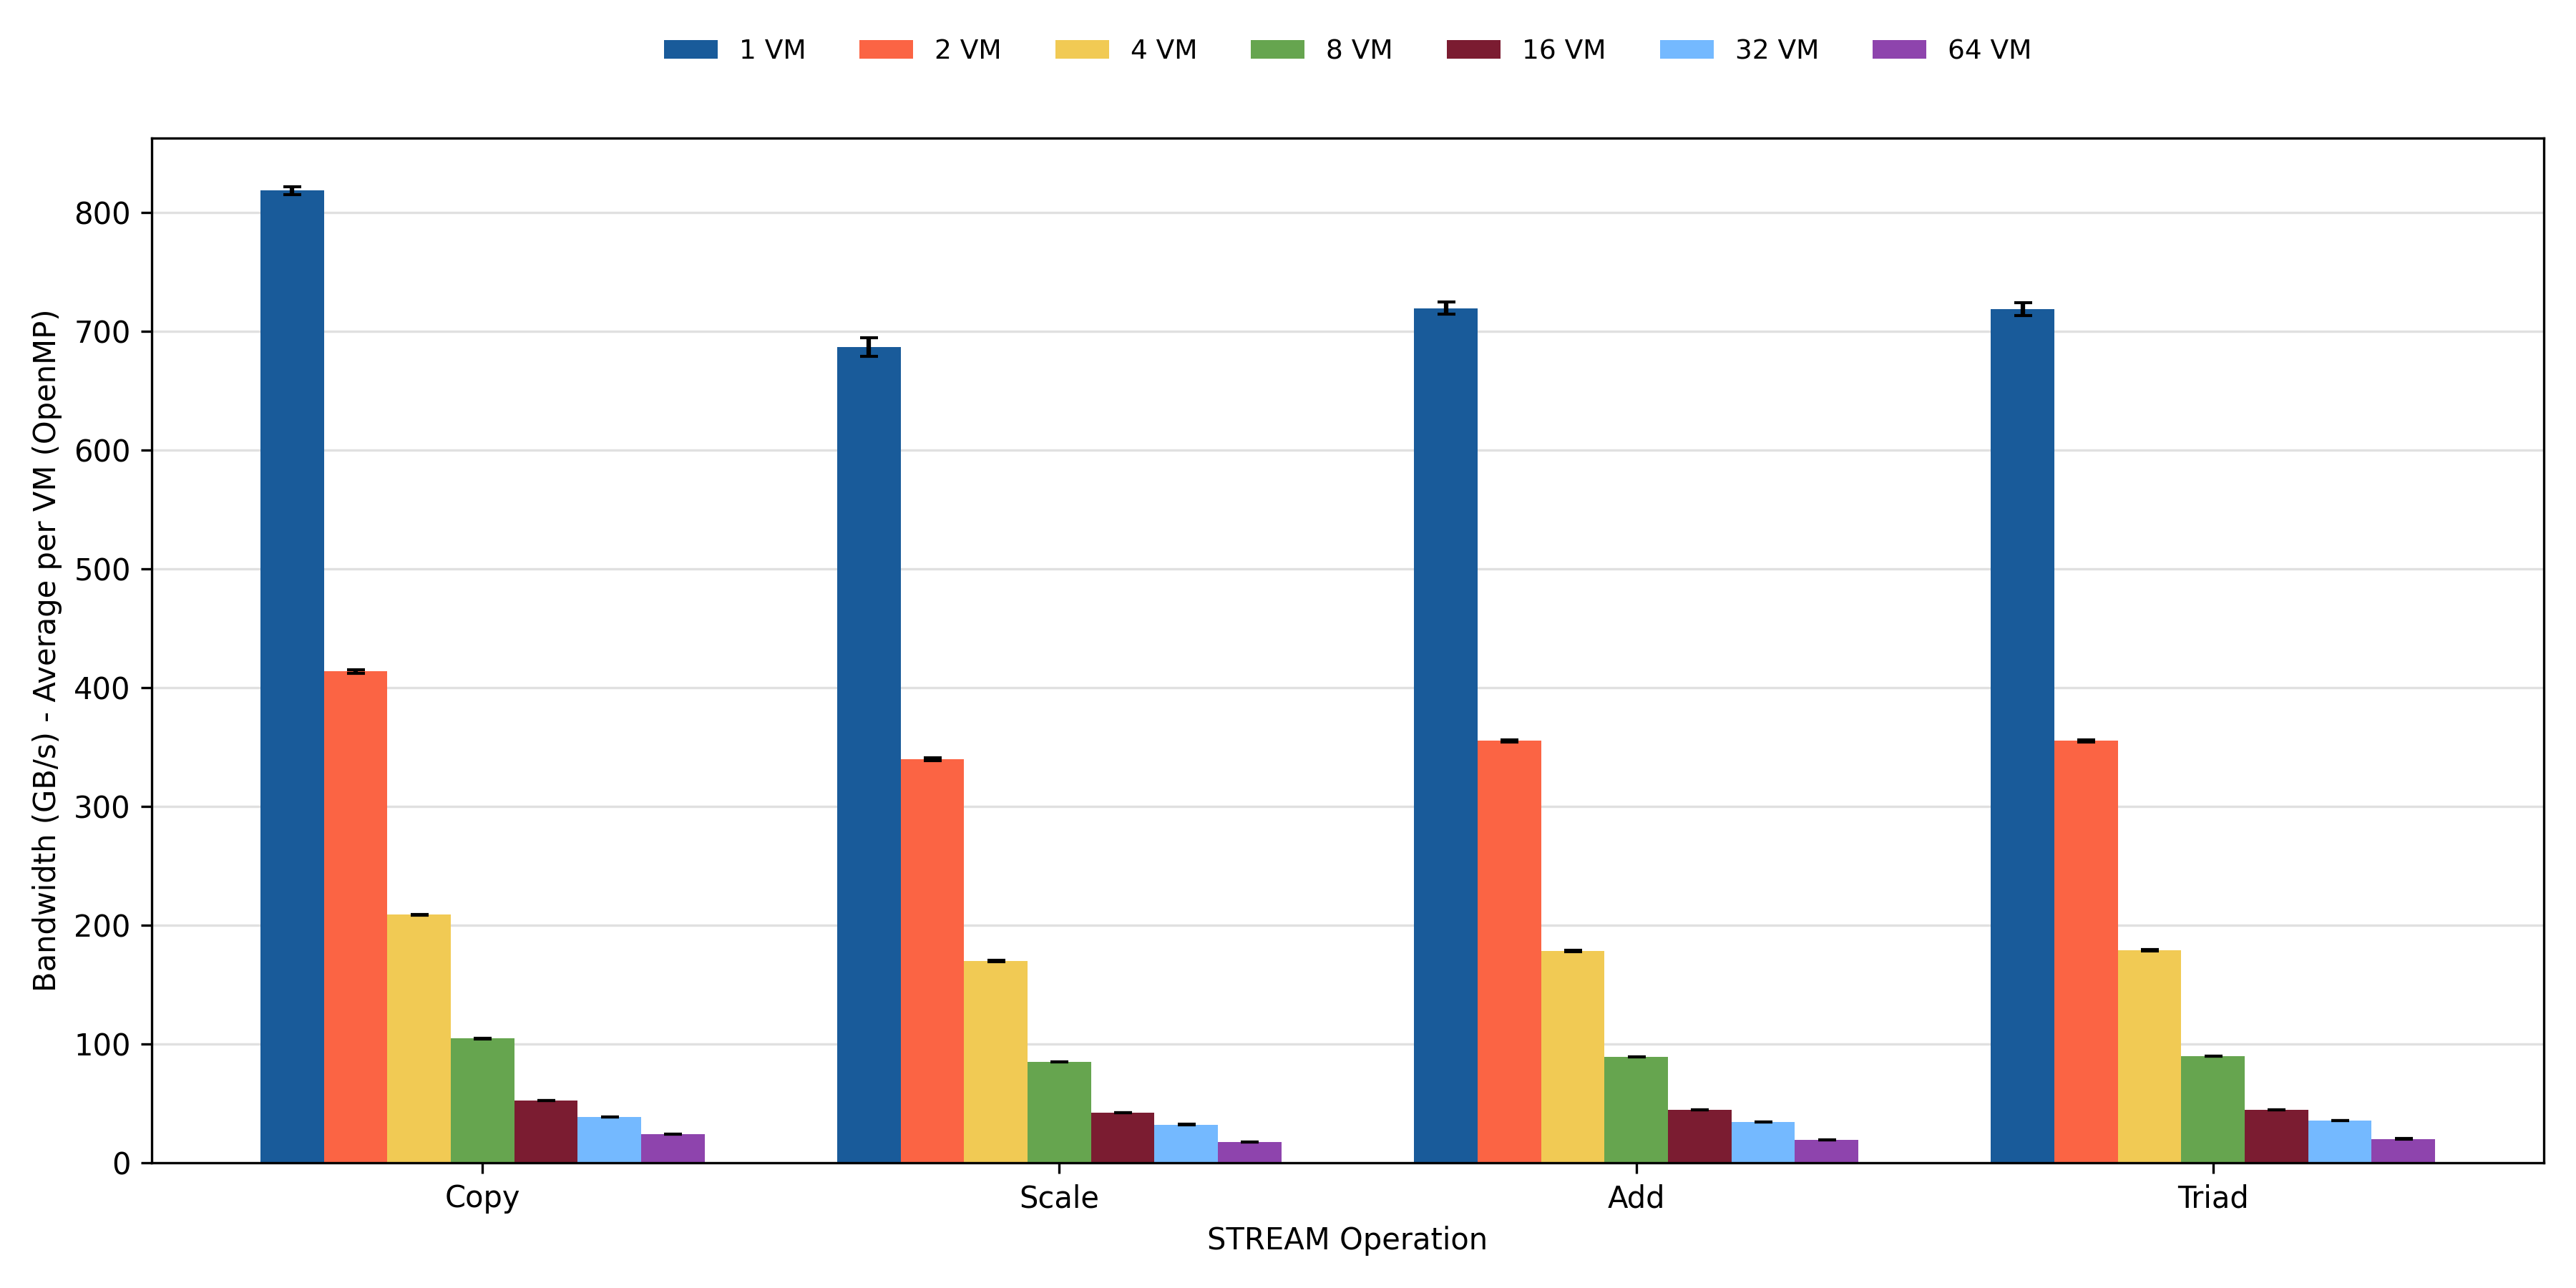 1 VM 2 VM 4 VM 8 VM 16 VM 32 VM 64 VM
Bandwidth (GB/s) - Average per VM (OpenMP)
800
700
600
500
400
300
200
100
0
Copy Scale Add Triad
STREAM Operation